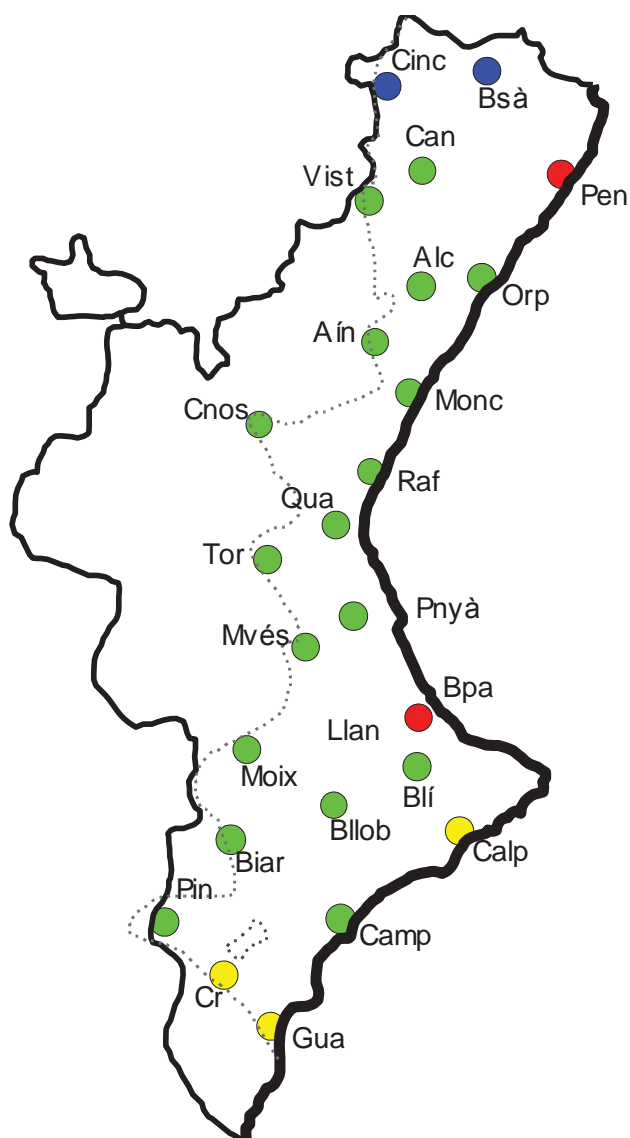 Cinc
Bsà
Can
Vist
Pen
Alc
Orp
Aín
Monc
Cnos
Raf
Qua
Tor
Pnyà
Mvés
Bpa
Llan
Moix
Blí
Bllob
Calp
Biar
Pin
Camp
Cr
Gua